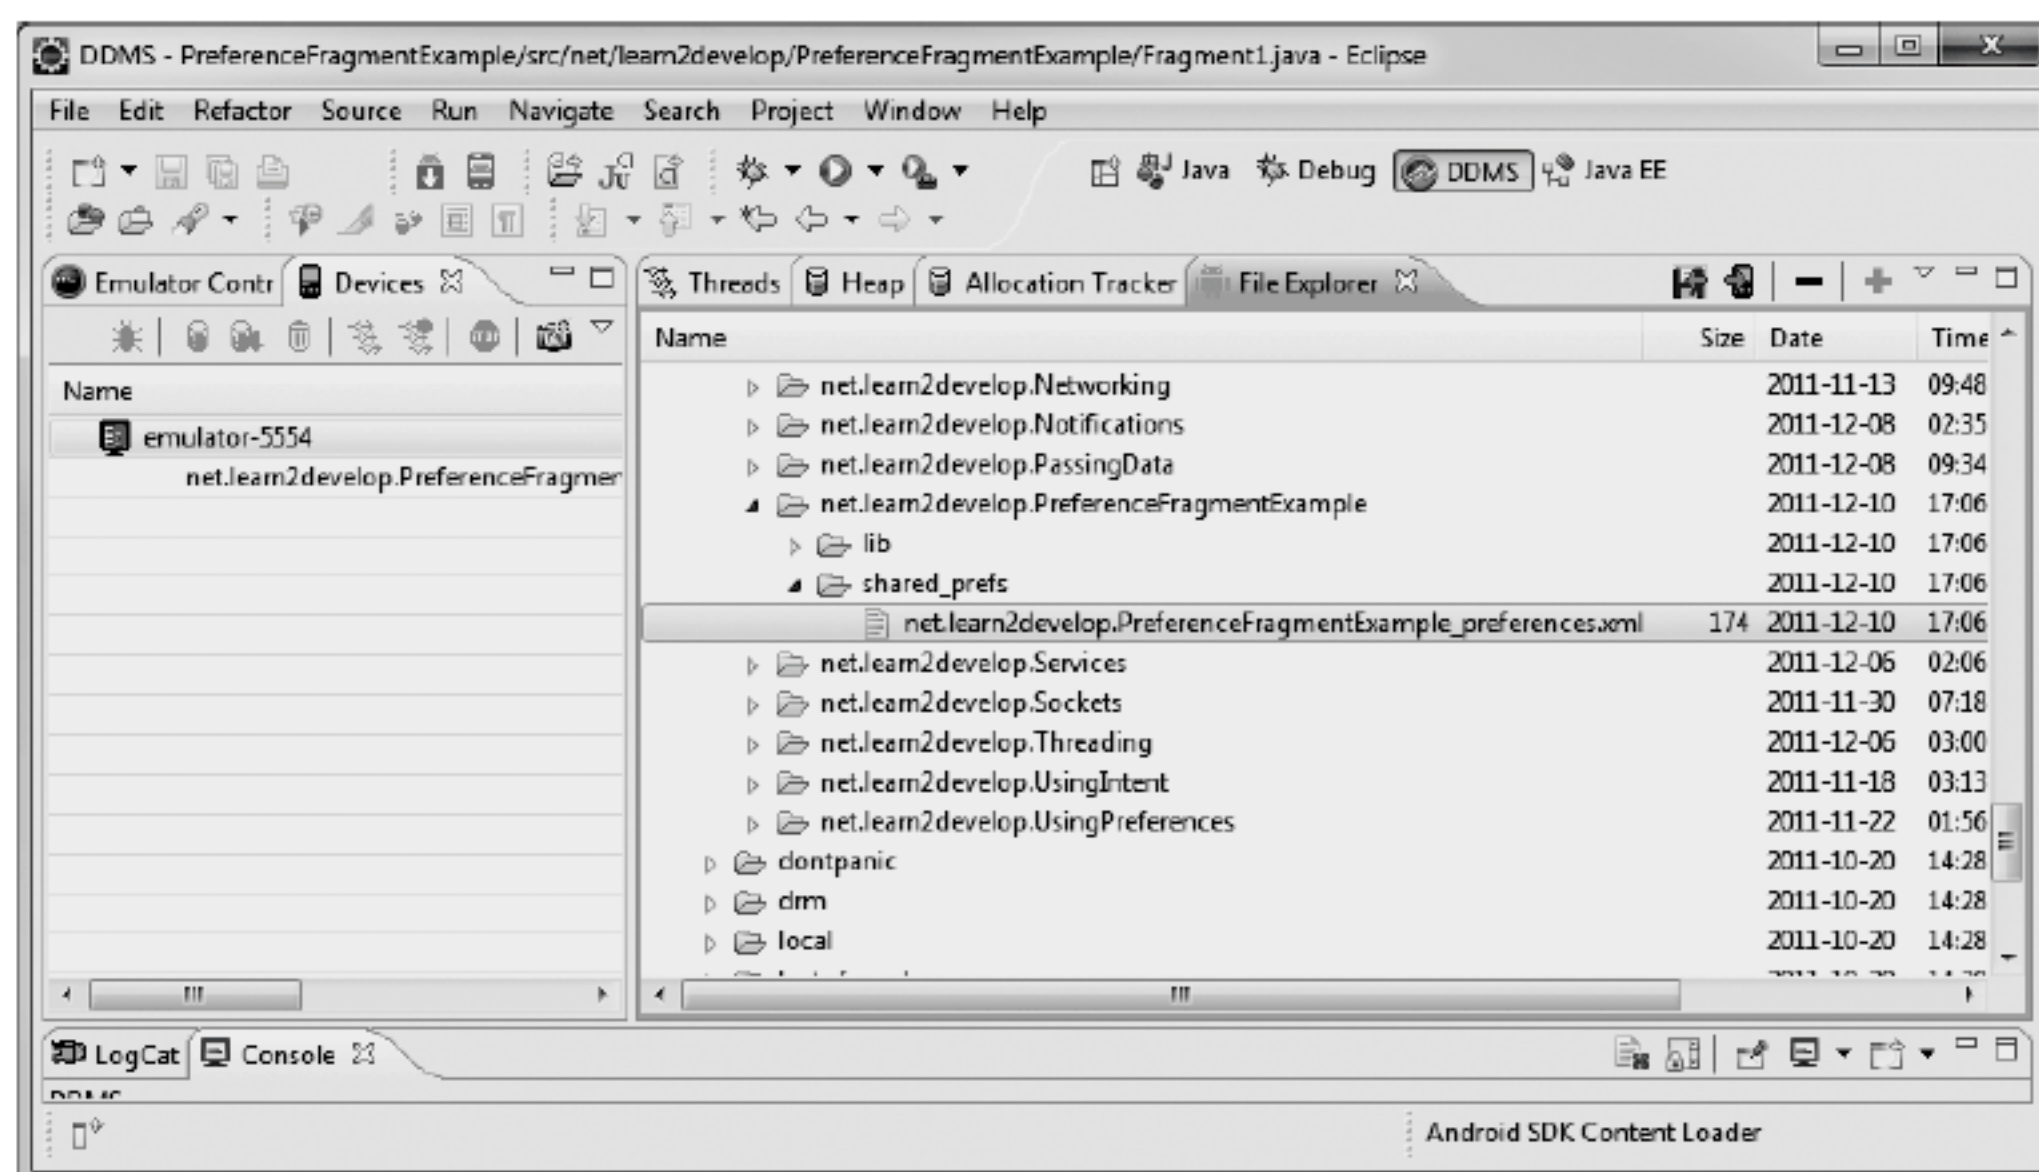 DDMS - PreferenceFragmentExample/src/net/learn2develop/PreferenceFragmentExample/Fragment1.java - Eclipse
File Edit Refactor Source Run Navigate Search Project Window Help
Java Debug DDMS Java EE
Emulator Contr Devices
Threads Heap Allocation Tracker File Explorer
Name
emulator-5554
net.learn2develop.PreferenceFragmer
Name Size Date Time
net.learn2develop.Networking 2011-11-13 09:48
net.learn2develop.Notifications 2011-12-08 02:35
net.learn2develop.PassingData 2011-12-08 09:34
net.learn2develop.PreferenceFragmentExample 2011-12-10 17:06
lib 2011-12-10 17:06
shared_prefs 2011-12-10 17:06
net.learn2develop.PreferenceFragmentExample_preferences.xml 174 2011-12-10 17:06
net.learn2develop.Services 2011-12-06 02:06
net.learn2develop.Sockets 2011-11-30 07:18
net.learn2develop.Threading 2011-12-06 03:00
net.learn2develop.UsingIntent 2011-11-18 03:13
net.learn2develop.UsingPreferences 2011-11-22 01:56
dontpanic 2011-10-20 14:28
drm 2011-10-20 14:28
local 2011-10-20 14:28
LogCat Console
DDMS
Android SDK Content Loader